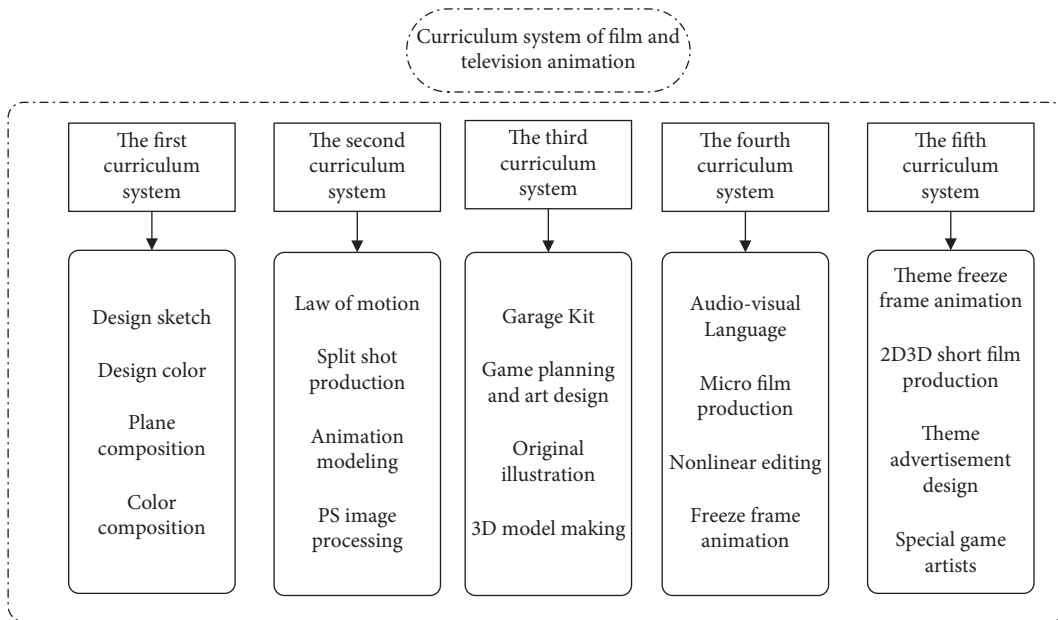 Curriculum system of film and
television animation
The first
curriculum
system
The second
curriculum
system
The third
curriculum
system
The fourth
curriculum
system
The fifth
curriculum
system
Design sketch
Design color
Plane
composition
Color
composition
Law of motion
Split shot
production
Animation
modeling
PS image
processing
Garage Kit
Game planning
and art design
Original
illustration
3D model making
Audio-visual
Language
Micro film
production
Nonlinear editing
Freeze frame
animation
Theme freeze
frame animation
2D3D short film
production
Theme
advertisement
design
Special game
artists